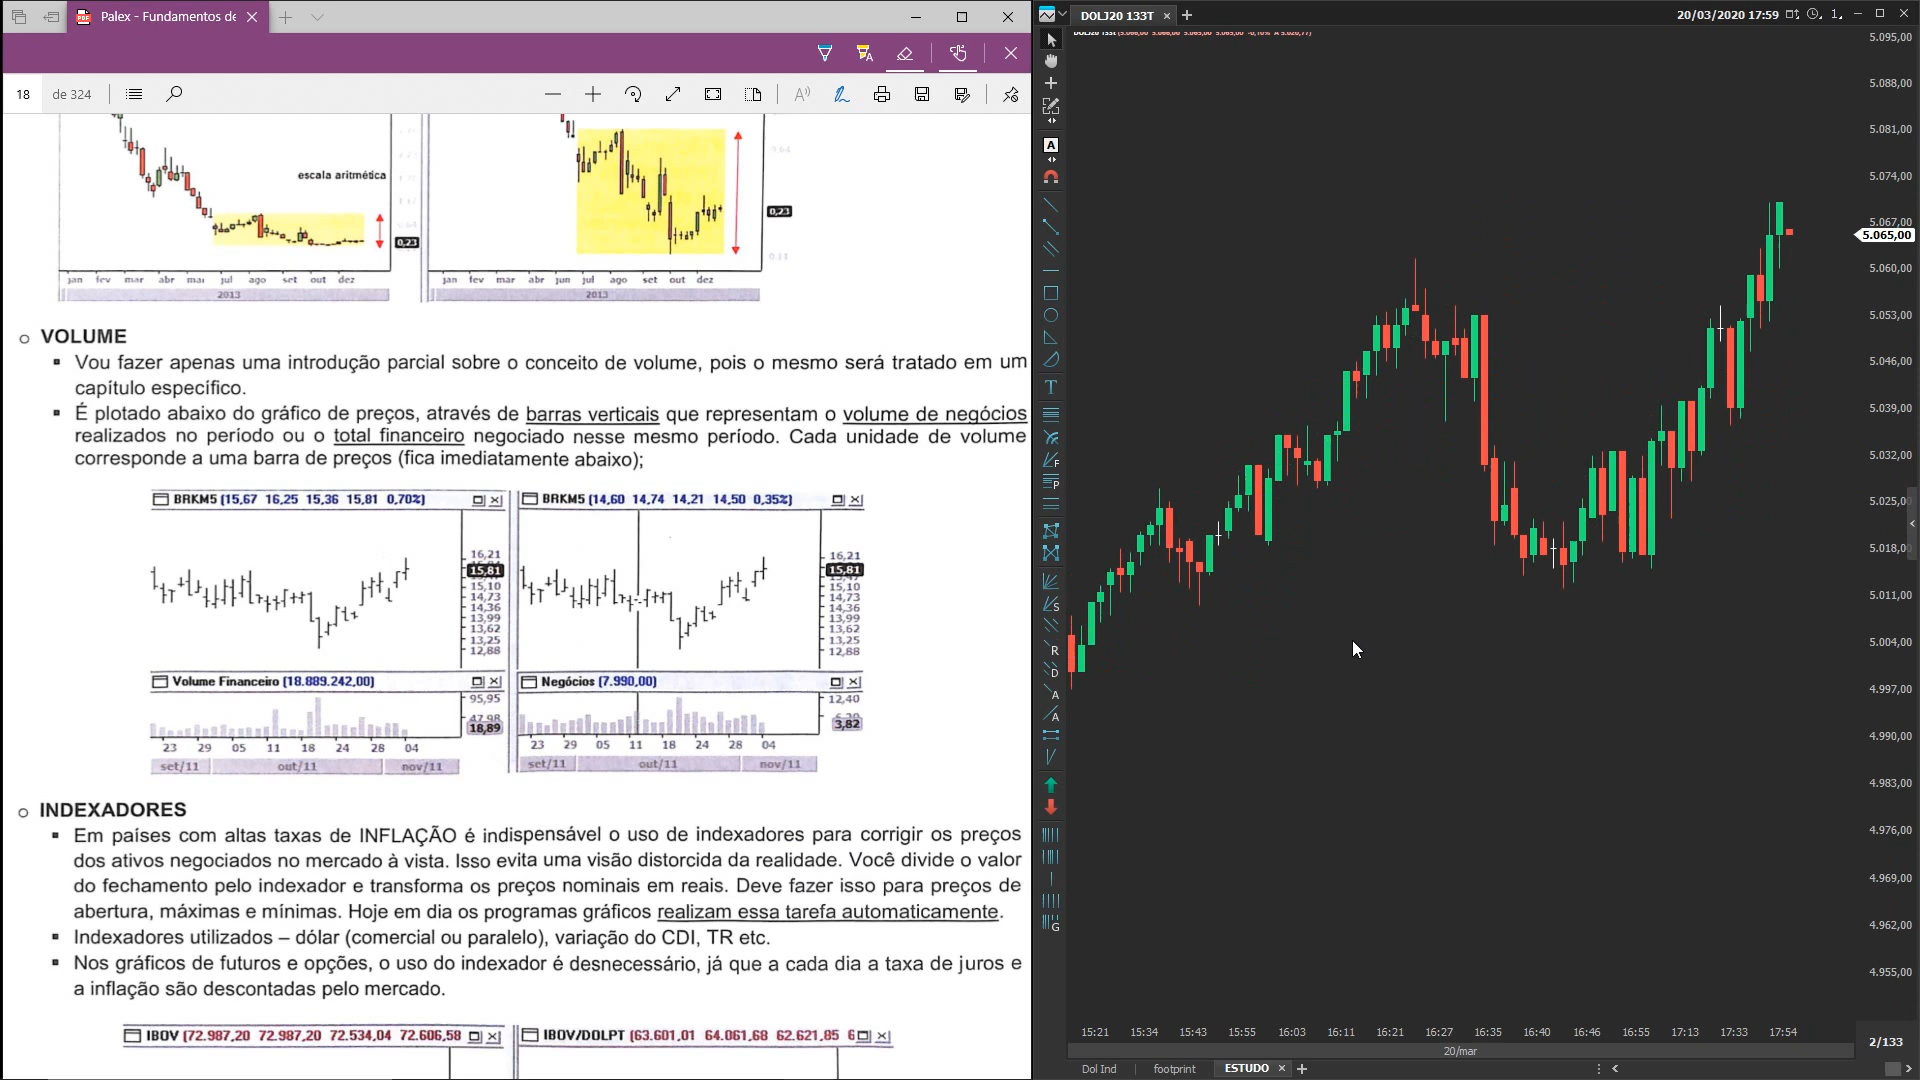 Palex - Fundamentos de
18 de 324
escala aritmética
0,23
jan fev mar abr mai jul ago set out dez
2013
0,23
0.11
jan fev mar abr jun jul ago set out dez
2013
VOLUME
Vou fazer apenas uma introdução parcial sobre o conceito de volume, pois o mesmo será tratado em um
capítulo específico.
É plotado abaixo do gráfico de preços, através de barras verticais que representam o volume de negócios
realizados no período ou o total financeiro negociado nesse mesmo período. Cada unidade de volume
corresponde a uma barra de preços (fica imediatamente abaixo);
BRKM5 (15,67 16,25 15,36 15,81 0,70%)
16,21
15,81
15,10
14,73
14,36
13,99
13,62
13,25
12,88
Volume Financeiro (18.889.242,00)
95,95
47,98
18,89
23 29 05 11 18 24 28 04
set/11 out/11 nov/11
BRKM5 (14,60 14,74 14,21 14,50 0,35%)
16,21
15,81
15,10
14,73
14,36
13,99
13,62
13,25
12,88
Negócios (7.990,00)
12,40
3,82
23 29 05 11 18 24 28 04
set/11 out/11 nov/11
INDEXADORES
Em países com altas taxas de INFLAÇÃO é indispensável o uso de indexadores para corrigir os preços
dos ativos negociados no mercado à vista. Isso evita uma visão distorcida da realidade. Você divide o valor
do fechamento pelo indexador e transforma os preços nominais em reais. Deve fazer isso para preços de
abertura, máximas e mínimas. Hoje em dia os programas gráficos realizam essa tarefa automaticamente.
Indexadores utilizados – dólar (comercial ou paralelo), variação do CDI, TR etc.
Nos gráficos de futuros e opções, o uso do indexador é desnecessário, já que a cada dia a taxa de juros e
a inflação são descontadas pelo mercado.
IBOV (72.987,20 72.987,20 72.534,04 72.606,58
IBOV/DOLPT (63.601,01 64.061,68 62.621,85 6
DOLJ20 133T
20/03/2020 17:59
1
5.095,00
5.088,00
5.081,00
5.074,00
5.067,00
5.065,00
5.060,00
5.053,00
5.046,00
5.039,00
5.032,00
5.025,00
5.018,00
5.011,00
5.004,00
4.997,00
4.990,00
4.983,00
4.976,00
4.969,00
4.962,00
4.955,00
A
T
F
P
S
R
D
A
A
G
15:21 15:34 15:43 15:55 16:03 16:11 16:21 16:27 16:35 16:40 16:46 16:55 17:13 17:33 17:54
20/mar
2/133
Dol Ind footprint ESTUDO